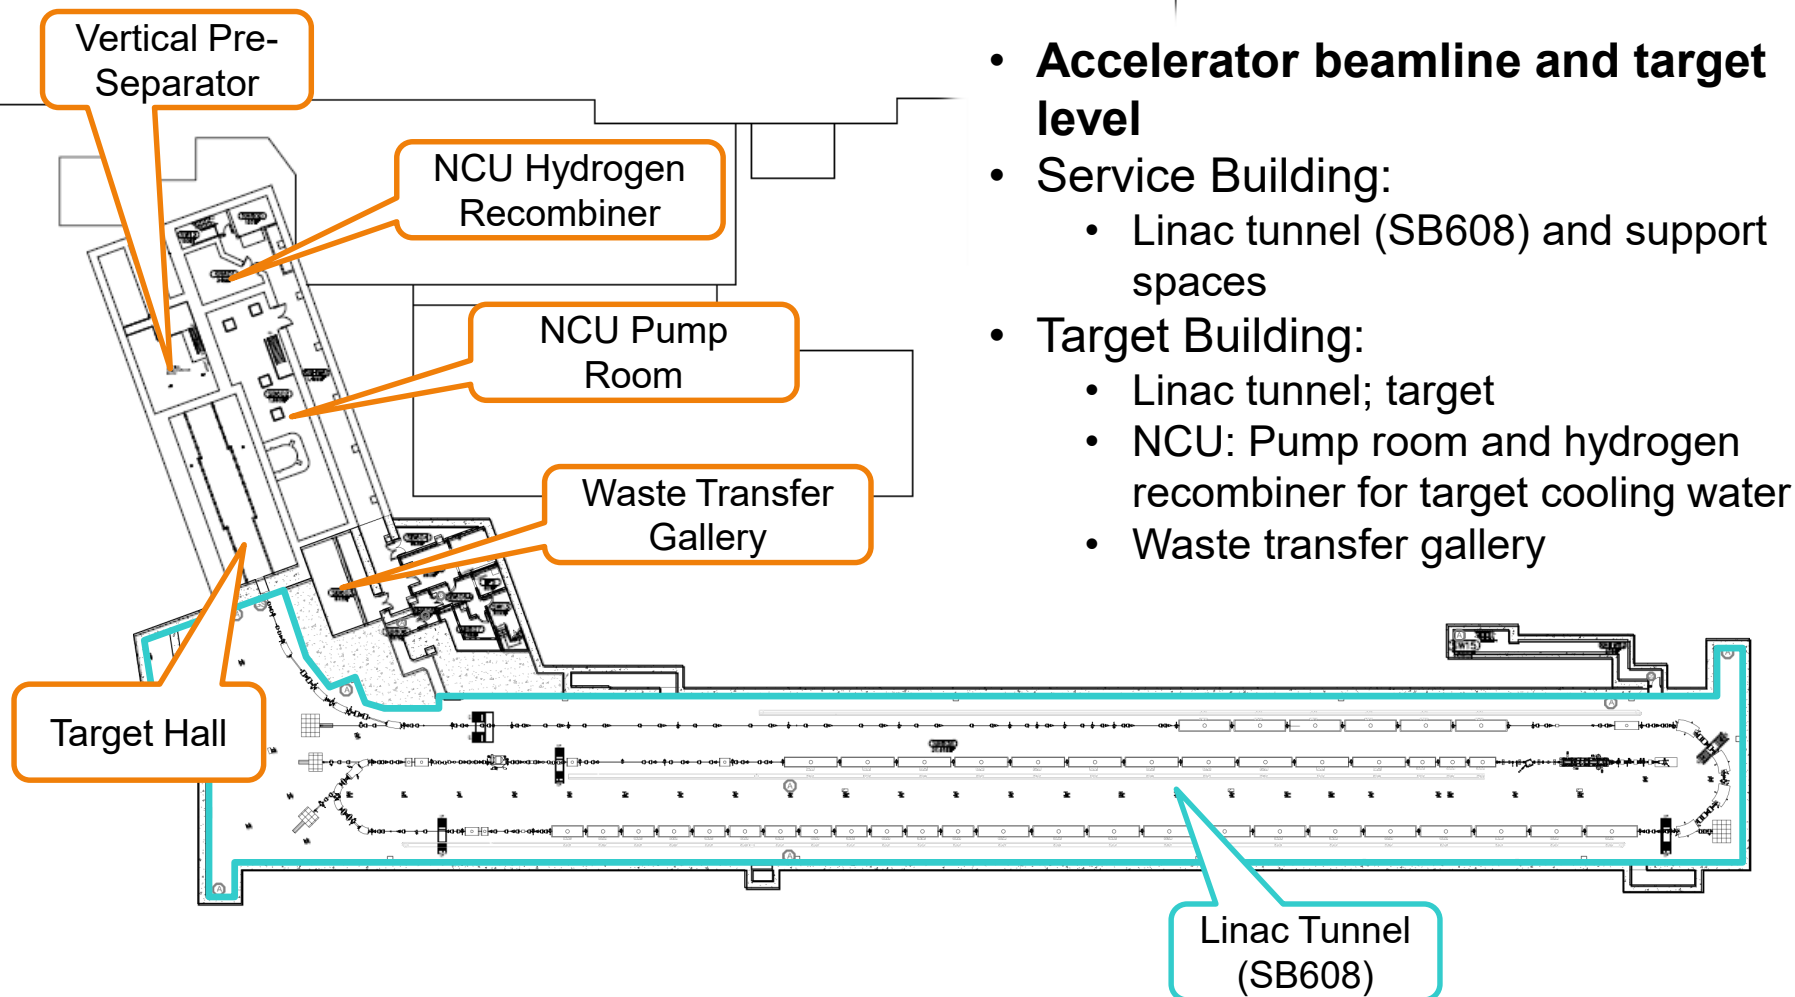 Vertical Pre-
Separator
NCU Hydrogen
Recombiner
NCU Pump
Room
Waste Transfer
Gallery
Target Hall
Linac Tunnel
(SB608)
• Accelerator beamline and target
level
• Service Building:
• Linac tunnel (SB608) and support
spaces
• Target Building:
• Linac tunnel; target
• NCU: Pump room and hydrogen
recombiner for target cooling water
• Waste transfer gallery